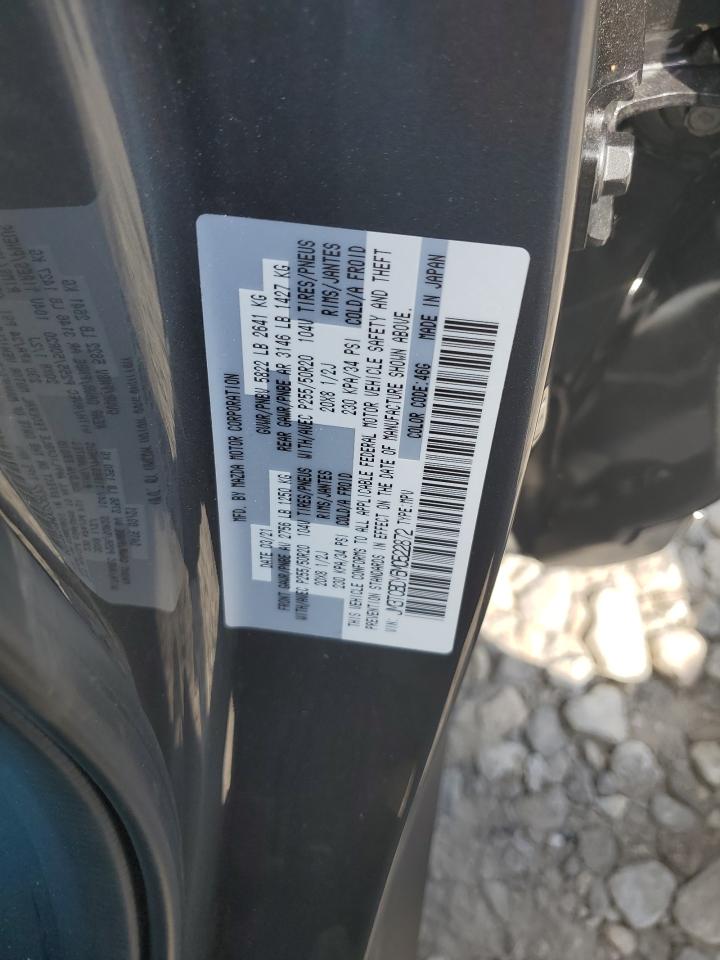 MFD. BY MAZDA MOTOR CORPORATION
DATE: 03/21 GVWR/PNBV 5822 LB 2641 KG
FRONT GAWR/PNBE AV 2756 LB 1250 KG REAR GAWR/PNBE AR 3146 LB 1427 KG
WITH/AVEC P255/50R20 104V TIRES/PNEUS WITH/AVEC P255/50R20 104V TIRES/PNEUS
20X8 1/2J RIMS/JANTES 20X8 1/2J RIMS/JANTES
230 KPA/34 PSI COLD/A FROID 230 KPA/34 PSI COLD/A FROID
THIS VEHICLE CONFORMS TO ALL APPLICABLE FEDERAL MOTOR VEHICLE SAFETY AND THEFT
PREVENTION STANDARDS IN EFFECT ON THE DATE OF MANUFACTURE SHOWN ABOVE.
VIN: TYPE:MPV COLOR CODE:46G MADE IN JAPAN